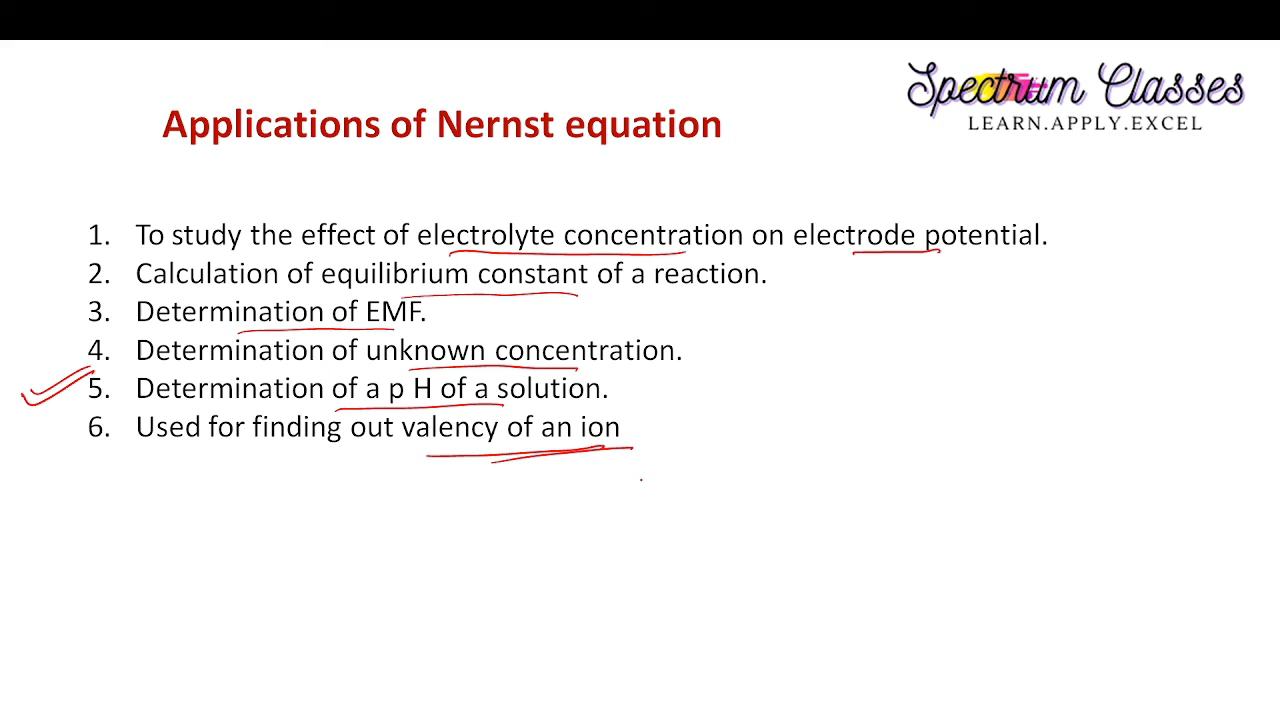 Spectrum Classes
LEARN.APPLY.EXCEL
Applications of Nernst equation
1. To study the effect of electrolyte concentration on electrode potential.
2. Calculation of equilibrium constant of a reaction.
3. Determination of EMF.
4. Determination of unknown concentration.
5. Determination of a p H of a solution.
6. Used for finding out valency of an ion